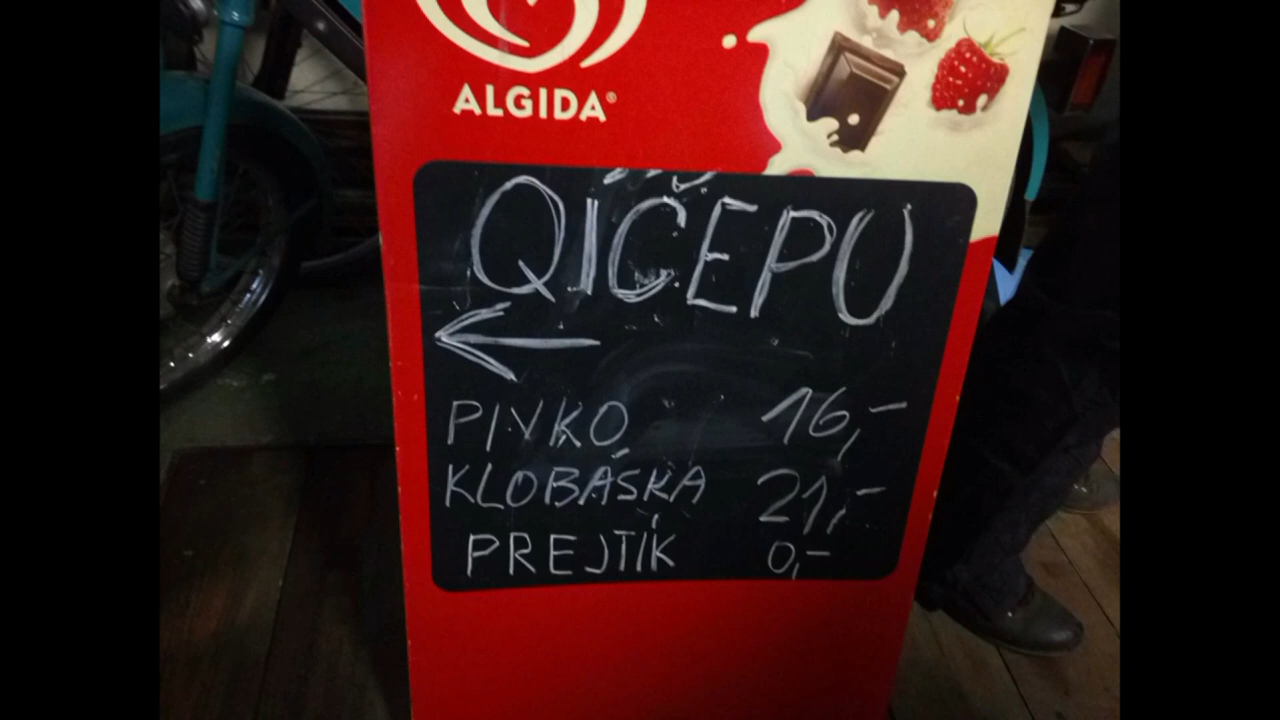 ALGIDA®
QIČEPU
←
PIVKO 16,-
KLOBÁSKA 21,-
PREJTÍK 0,-